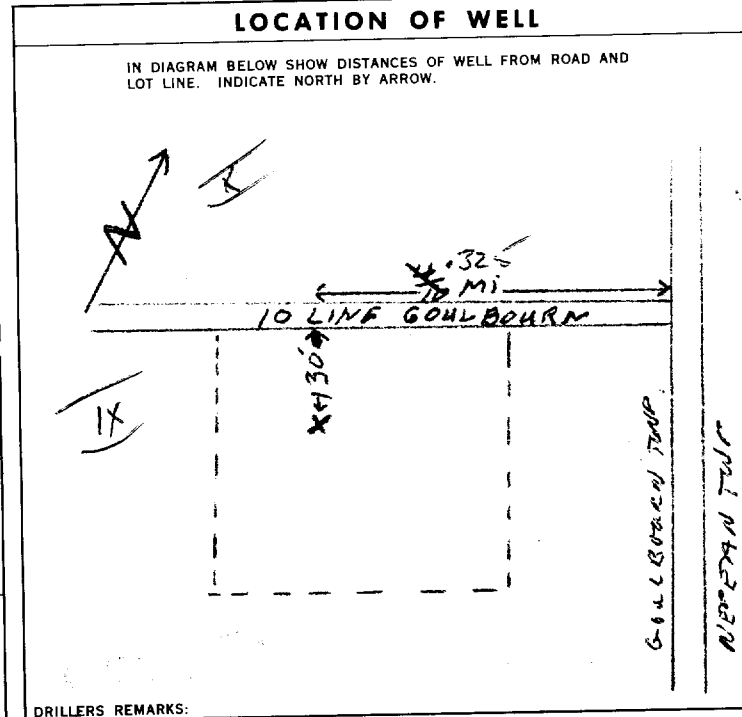 LOCATION OF WELL
IN DIAGRAM BELOW SHOW DISTANCES OF WELL FROM ROAD AND
LOT LINE. INDICATE NORTH BY ARROW.
N
X
.32
MI
10 LINE GOULBOURN
30'
X
IX
GOULBOURN TWP.
NEPEAN TWP
DRILLERS REMARKS: